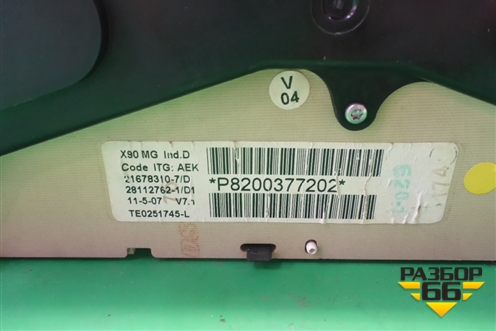 V
04
X90 MG Ind.D
Code ITG: AEK
21678310-7/D
28112762-1/D1
11-5-07 V7.1
TE0251745-L
*P8200377202*
РАЗБОР
66